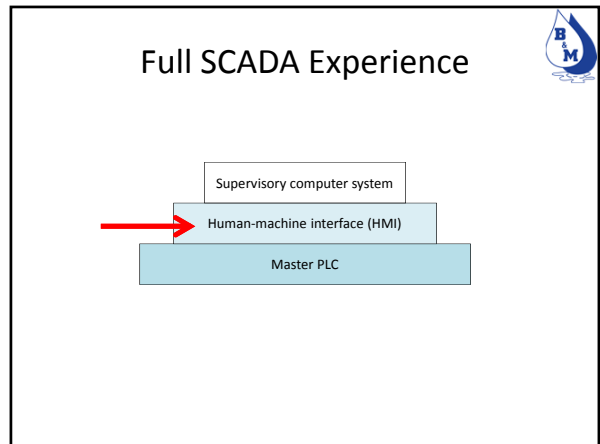 Full SCADA Experience
B
&
M
Supervisory computer system
Human-machine interface (HMI)
Master PLC